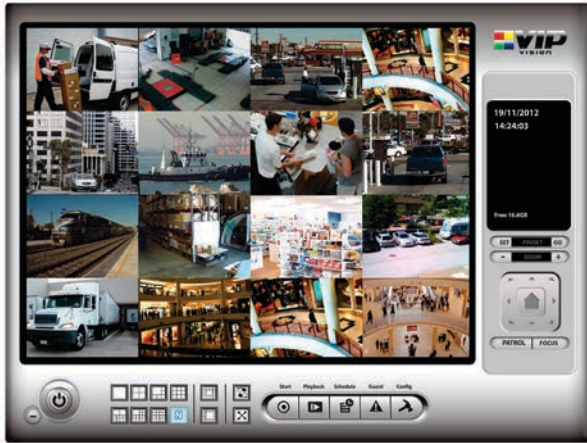 VIP
VISION
19/11/2012
14:24:03
Free:16.6GB
SET PRESET GO
- ZOOM +
PATROL FOCUS
Start Playback Schedule Guard Config
N